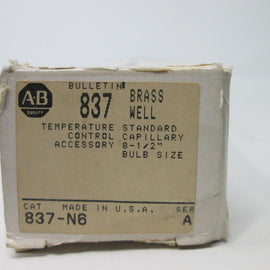 BULLETIN
A-B
QUALITY
837 BRASS
WELL
TEMPERATURE STANDARD
CONTROL CAPILLARY
ACCESSORY 8-1/2"
BULB SIZE
CAT MADE IN U.S.A. SER
837-N6 A